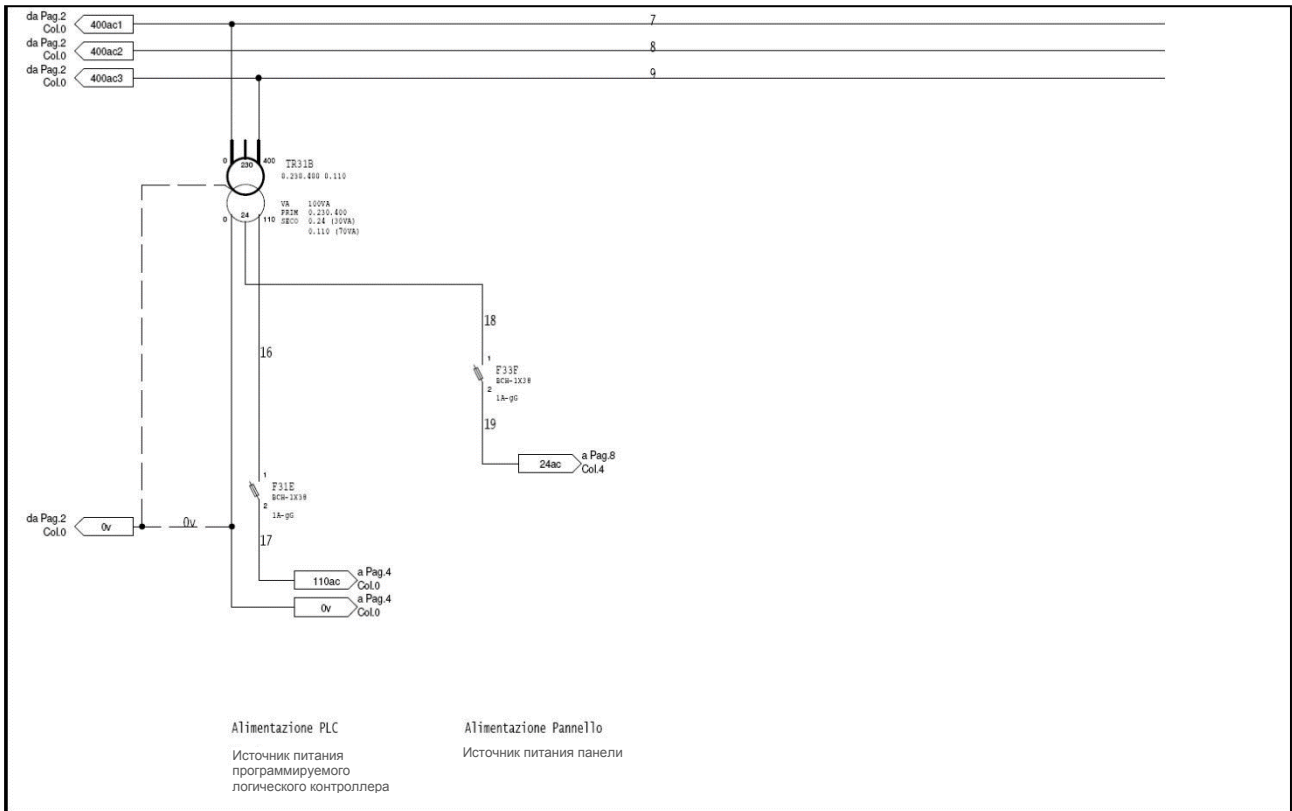 da Pag.2
Col.0
400ac1
7
da Pag.2
Col.0
400ac2
8
da Pag.2
Col.0
400ac3
9
0
230
400
TR31B
0.230.400 0.110
VA 100VA
PRIM 0.230.400
SECO 0.24 (30VA)
0.110 (70VA)
0
24
110
18
16
1
F33F
BCH-1X38
2
1A-gG
19
24ac
a Pag.8
Col.4
1
F31E
BCH-1X38
2
1A-gG
da Pag.2
Col.0
0v
0v
17
110ac
a Pag.4
Col.0
0v
a Pag.4
Col.0
Alimentazione PLC
Alimentazione Pannello
Источник питания
программируемого
логического контроллера
Источник питания панели